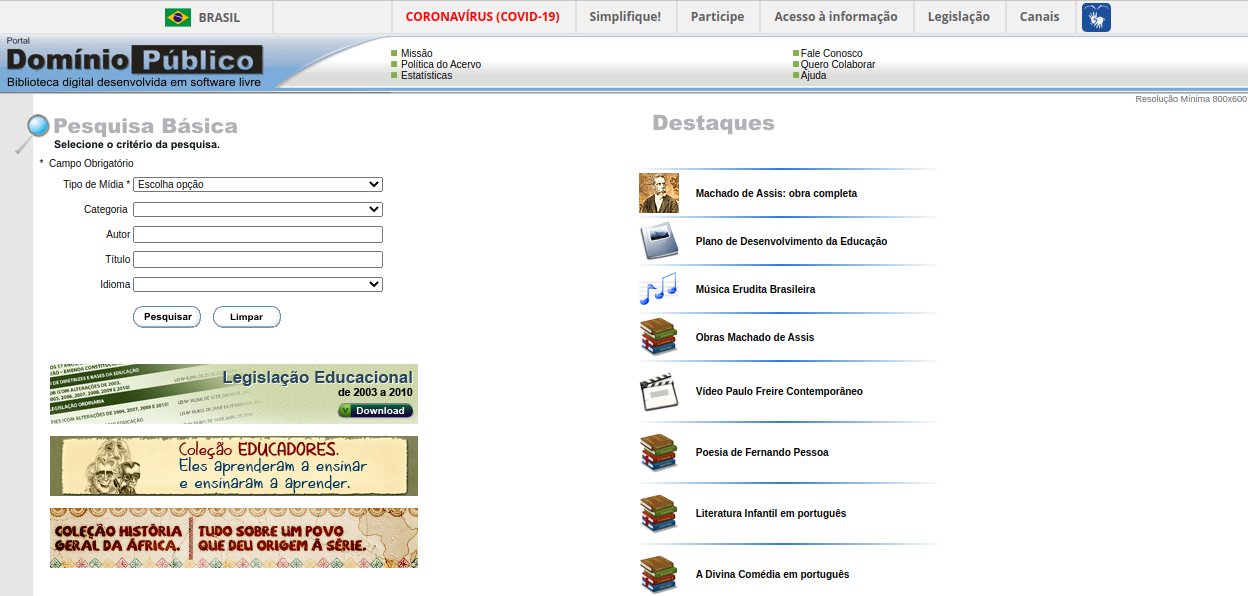 BRASIL
CORONAVÍRUS (COVID-19)
Simplifique!
Participe
Acesso à informação
Legislação
Canais
Portal
Domínio Público
Biblioteca digital desenvolvida em software livre
Missão
Política do Acervo
Estatísticas
Fale Conosco
Quero Colaborar
Ajuda
Resolução Mínima 800x600
Pesquisa Básica
Selecione o critério da pesquisa.
* Campo Obrigatório
Tipo de Mídia * Escolha opção
Categoria
Autor
Título
Idioma
Pesquisar
Limpar
Legislação Educacional
de 2003 a 2010
Download
Coleção EDUCADORES.
Eles aprenderam a ensinar
e ensinaram a aprender.
COLEÇÃO HISTÓRIA
GERAL DA ÁFRICA.
TUDO SOBRE UM POVO
QUE DEU ORIGEM À SÉRIE.
Destaques
Machado de Assis: obra completa
Plano de Desenvolvimento da Educação
Música Erudita Brasileira
Obras Machado de Assis
Vídeo Paulo Freire Contemporâneo
Poesia de Fernando Pessoa
Literatura Infantil em português
A Divina Comédia em português